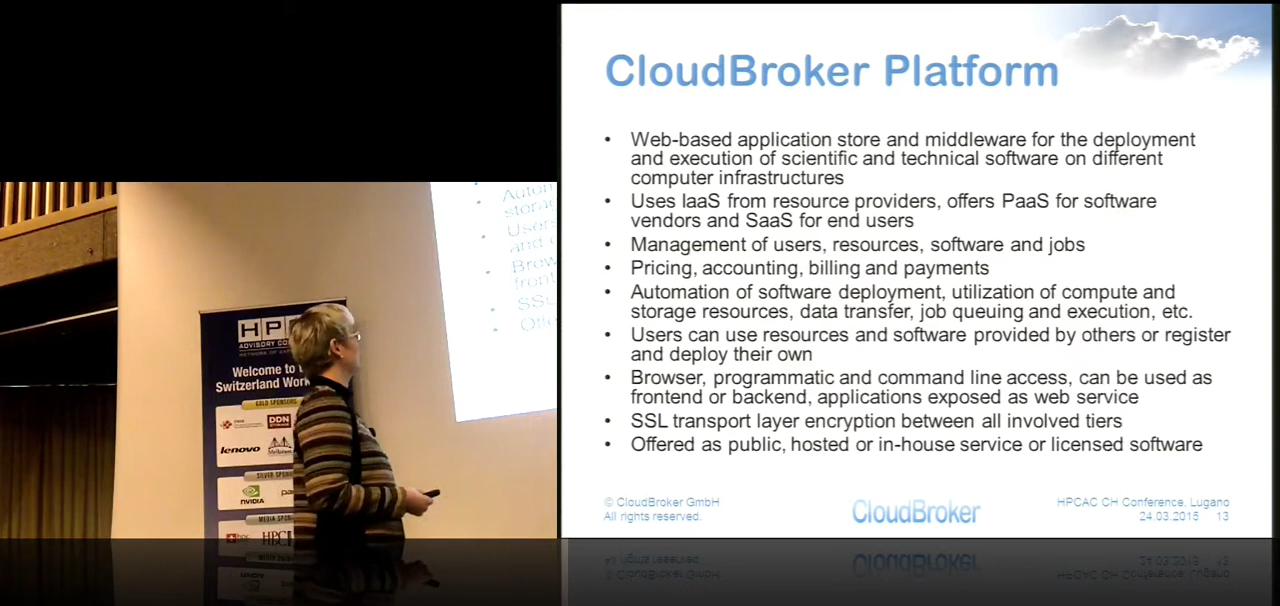 CloudBroker Platform
• Web-based application store and middleware for the deployment
and execution of scientific and technical software on different
computer infrastructures
• Uses IaaS from resource providers, offers PaaS for software
vendors and SaaS for end users
• Management of users, resources, software and jobs
• Pricing, accounting, billing and payments
• Automation of software deployment, utilization of compute and
storage resources, data transfer, job queuing and execution, etc.
• Users can use resources and software provided by others or register
and deploy their own
• Browser, programmatic and command line access, can be used as
frontend or backend, applications exposed as web service
• SSL transport layer encryption between all involved tiers
• Offered as public, hosted or in-house service or licensed software
© CloudBroker GmbH
All rights reserved.
CloudBroker
HPCAC CH Conference, Lugano
24.03.2015 13
ADVISORY
NETWORK OF
Welcome to
Switzerland
GOLD SPONSORS
DDN
lenovo
SILVER
NVIDIA
MEDIA